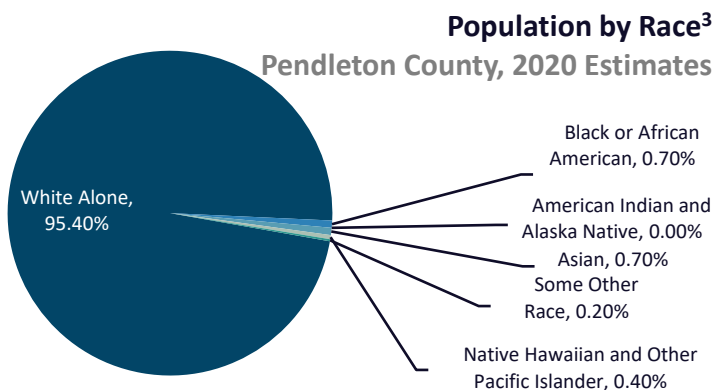 Population by Race³
Pendleton County, 2020 Estimates
White Alone,
95.40%
Black or African
American, 0.70%
American Indian and
Alaska Native, 0.00%
Asian, 0.70%
Some Other
Race, 0.20%
Native Hawaiian and Other
Pacific Islander, 0.40%